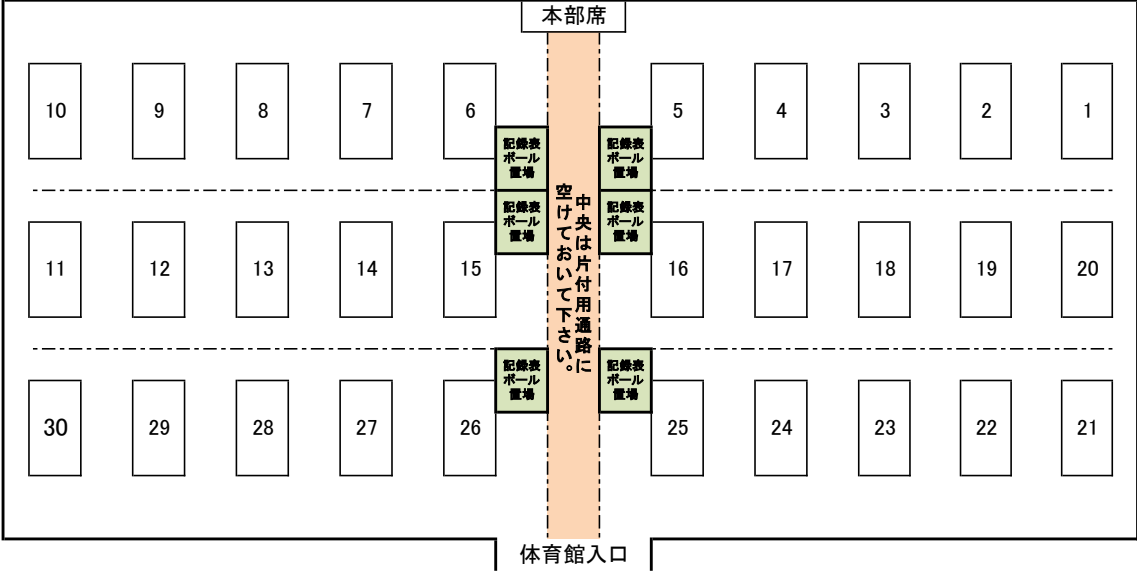 本部席
10 9 8 7 6 5 4 3 2 1
記録表
ボール
置場
記録表
ボール
置場
記録表
ボール
置場
記録表
ボール
置場
中央は片付用通路に
空けておいて下さい。
11 12 13 14 15 16 17 18 19 20
記録表
ボール
置場
記録表
ボール
置場
30 29 28 27 26 25 24 23 22 21
体育館入口